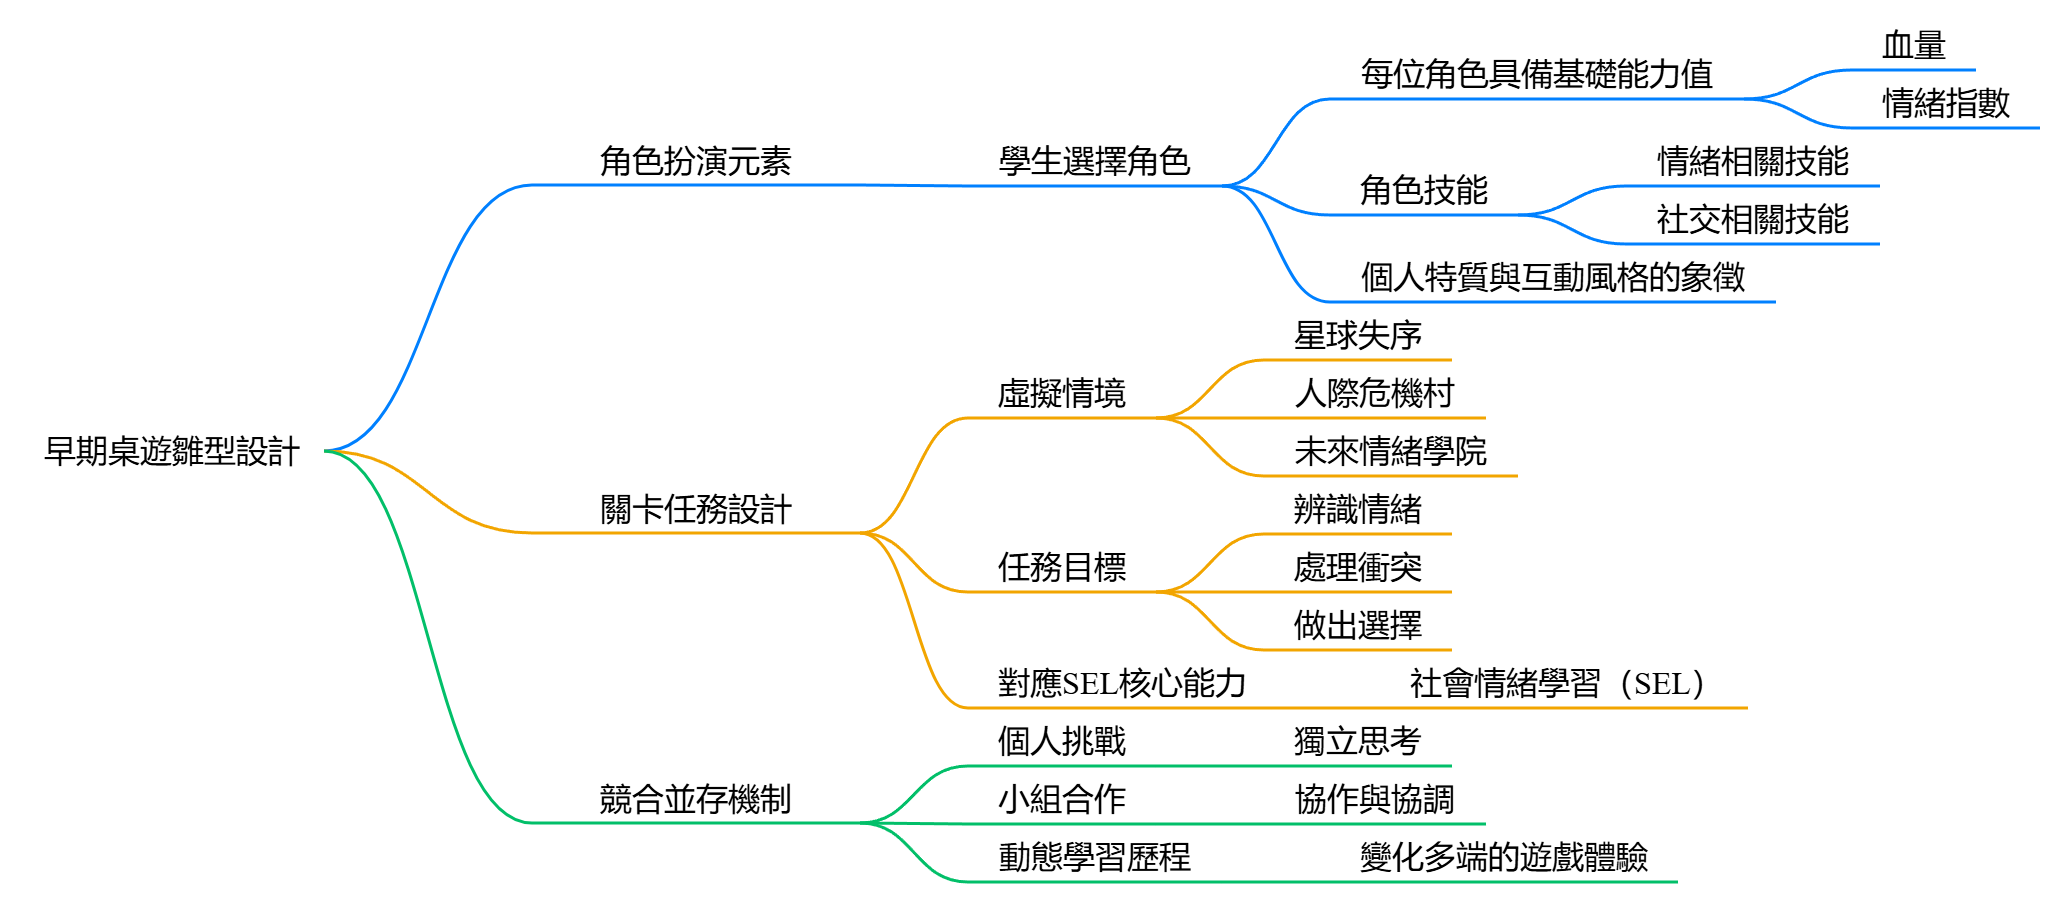 早期桌遊雛型設計
角色扮演元素
學生選擇角色
每位角色具備基礎能力值
血量
情緒指數
角色技能
情緒相關技能
社交相關技能
個人特質與互動風格的象徵
關卡任務設計
虛擬情境
星球失序
人際危機村
未來情緒學院
任務目標
辨識情緒
處理衝突
做出選擇
對應SEL核心能力
社會情緒學習（SEL）
競合並存機制
個人挑戰
獨立思考
小組合作
協作與協調
動態學習歷程
變化多端的遊戲體驗